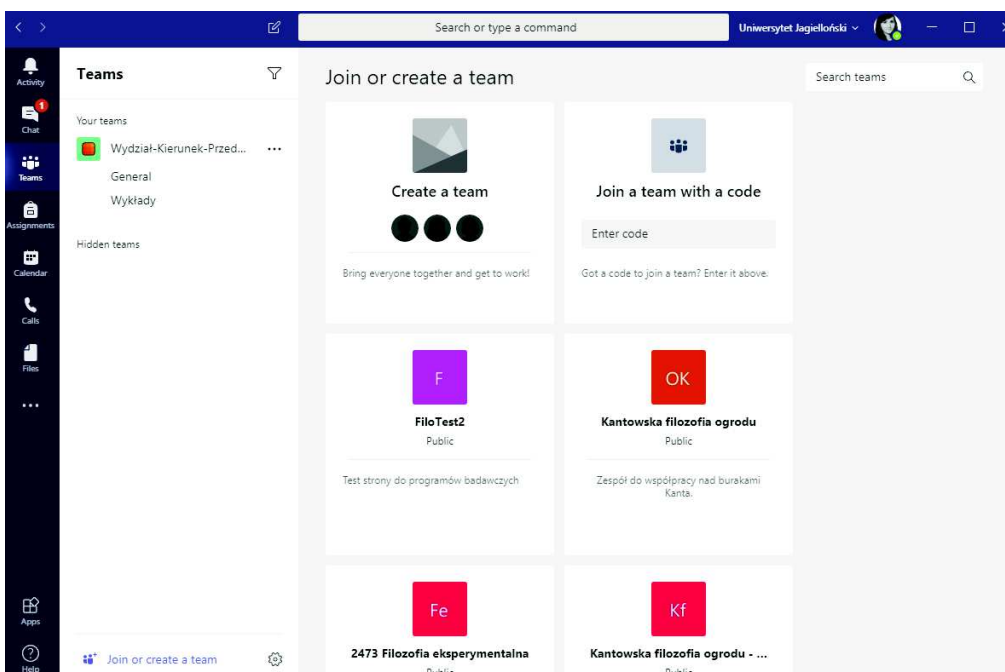 Search or type a command
Uniwersytet Jagielloński
Activity
1
Chat
Teams
Assignments
Calendar
Calls
Files
Apps
Help
Teams
Your teams
Wydział-Kierunek-Przed...
General
Wykłady
Hidden teams
Join or create a team
Join or create a team
Search teams
Create a team
Bring everyone together and get to work!
Join a team with a code
Enter code
Got a code to join a team? Enter it above.
F
FiloTest2
Public
Test strony do programów badawczych
OK
Kantowska filozofia ogrodu
Public
Zespół do współpracy nad burakami
Kanta.
Fe
2473 Filozofia eksperymentalna
Public
Kf
Kantowska filozofia ogrodu - ...
Public